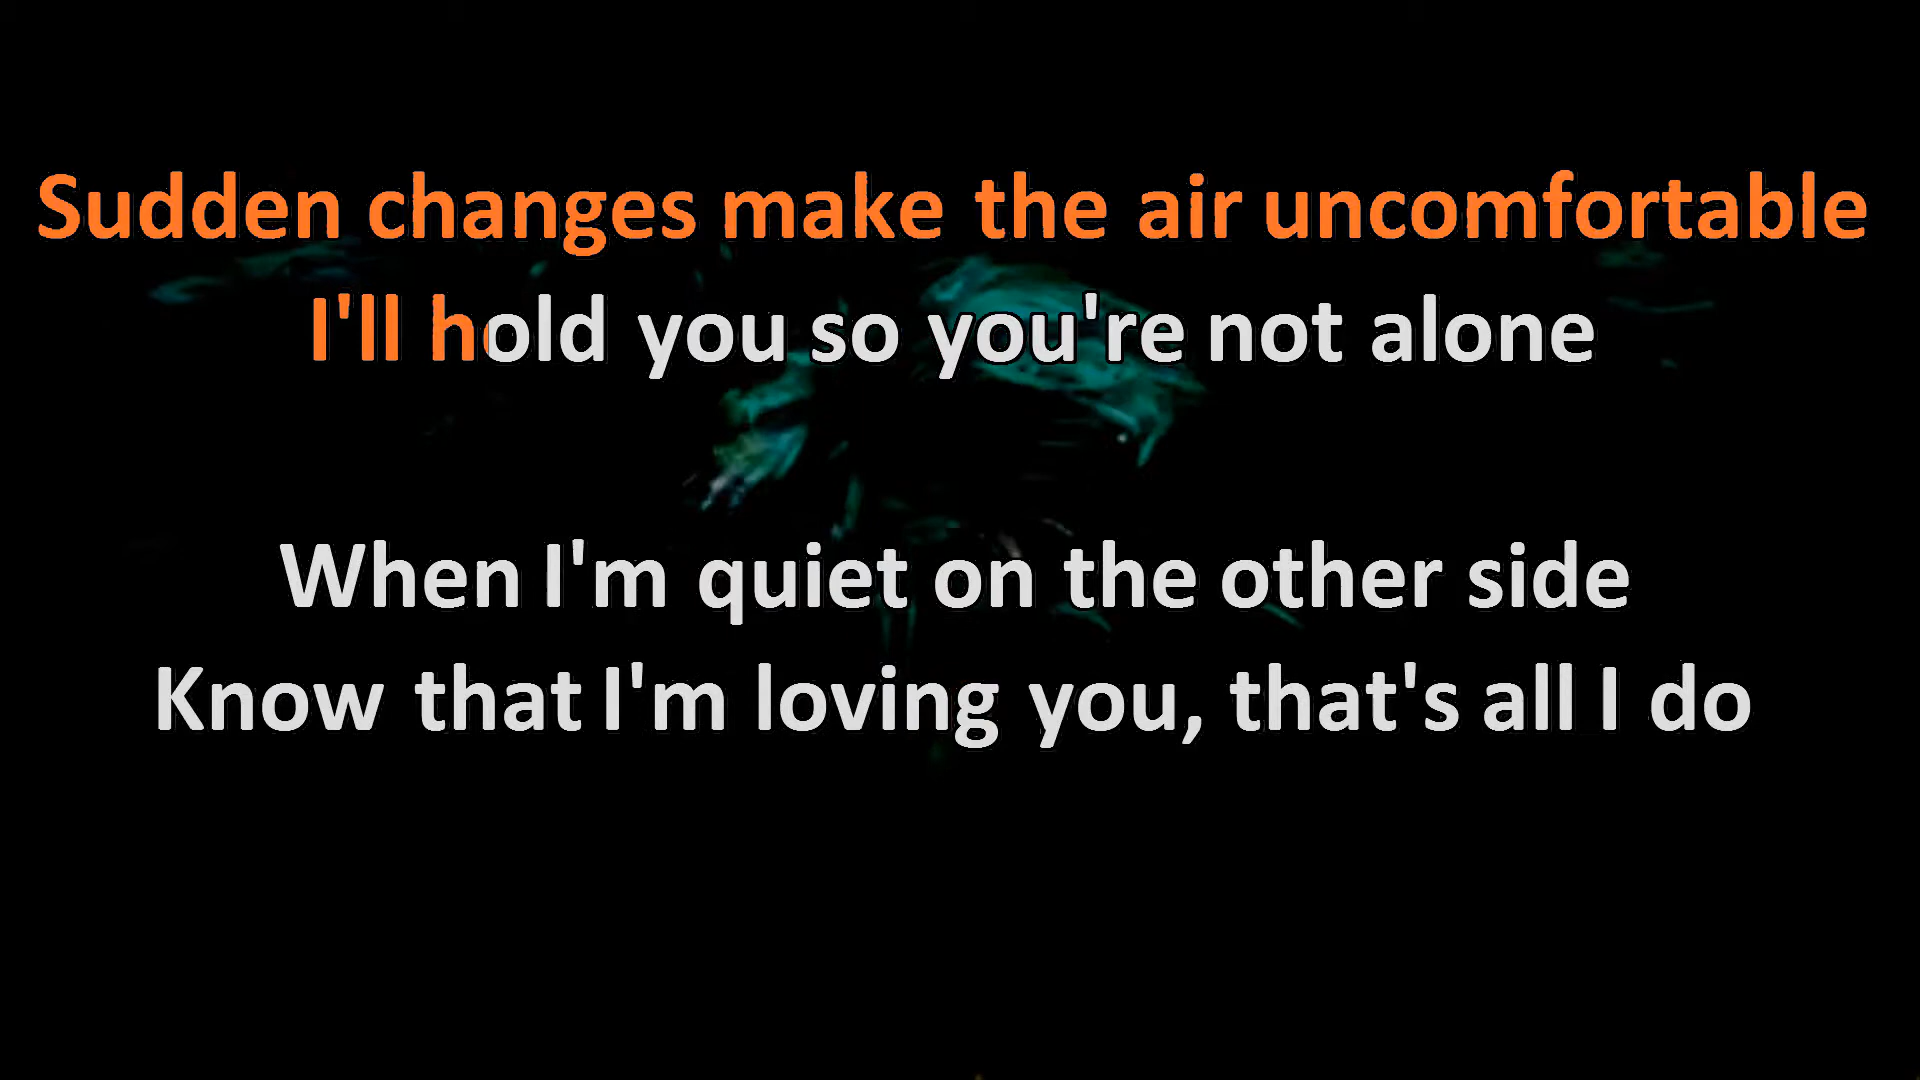 Sudden changes make the air uncomfortable
I'll hold you so you're not alone
When I'm quiet on the other side
Know that I'm loving you, that's all I do